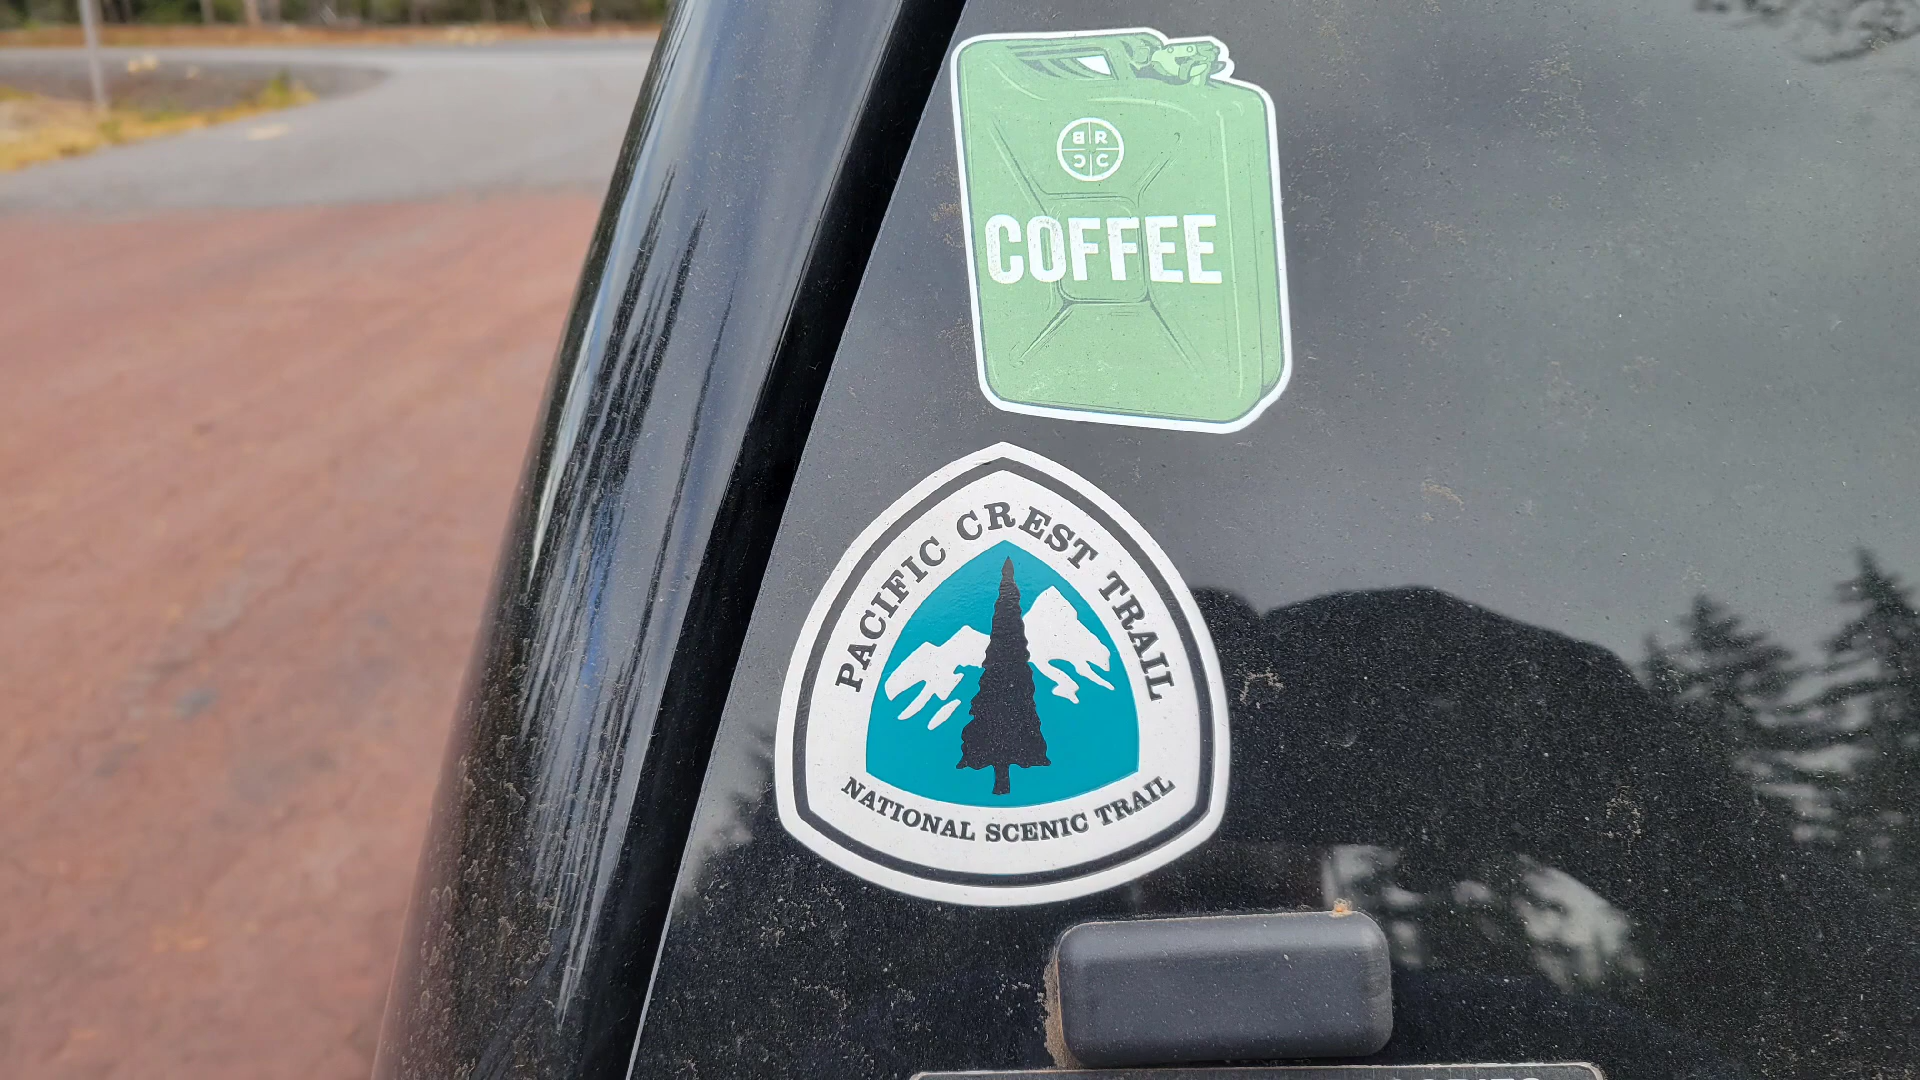 B R
C C
COFFEE
PACIFIC CREST TRAIL
NATIONAL SCENIC TRAIL